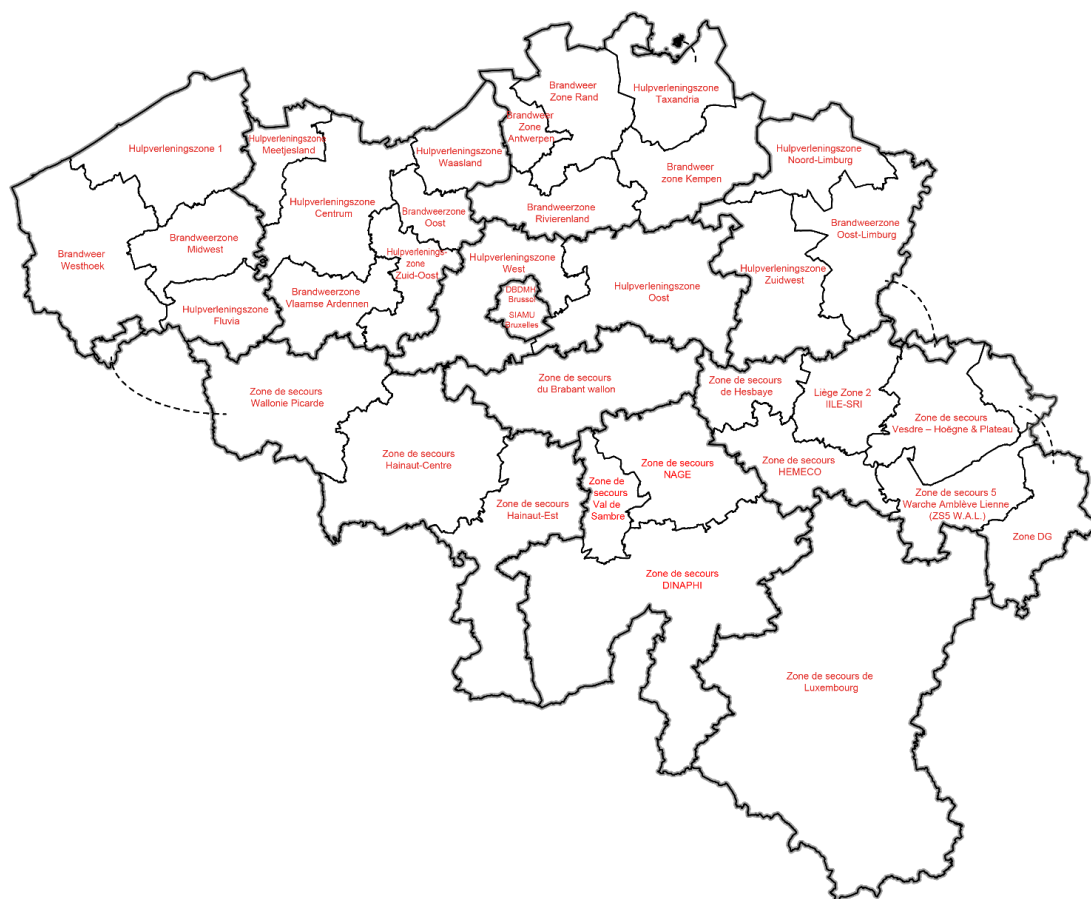 Brandweer
Zone Rand
Hulpverleningszone
Taxandria
Brandweer
Zone
Antwerpen
Hulpverleningszone 1
Hulpverleningszone
Meetjesland
Hulpverleningszone
Waasland
Hulpverleningszone
Noord-Limburg
Brandweer
zone Kempen
Hulpverleningszone
Centrum
Brandweerzone
Oost
Brandweerzone
Rivierenland
Brandweerzone
Oost-Limburg
Brandweer
Westhoek
Brandweerzone
Midwest
Hulpverlenings-
zone
Zuid-Oost
Hulpverleningszone
West
Hulpverleningszone
Zuidwest
Hulpverleningszone
Fluvia
Brandweerzone
Vlaamse Ardennen
DBDMH
Brussel
SIAMU
Bruxelles
Hulpverleningszone
Oost
Zone de secours
Wallonie Picarde
Zone de secours
du Brabant wallon
Zone de secours
de Hesbaye
Liège Zone 2
IILE-SRI
Zone de secours
Vesdre – Hoëgne & Plateau
Zone de secours
Hainaut-Centre
Zone de secours
NAGE
Zone de secours
HEMECO
Zone de
secours
Val de
Sambre
Zone de secours
Hainaut-Est
Zone de secours 5
Warche Amblève Lienne
(ZS5 W.A.L.)
Zone DG
Zone de secours
DINAPHI
Zone de secours de
Luxembourg